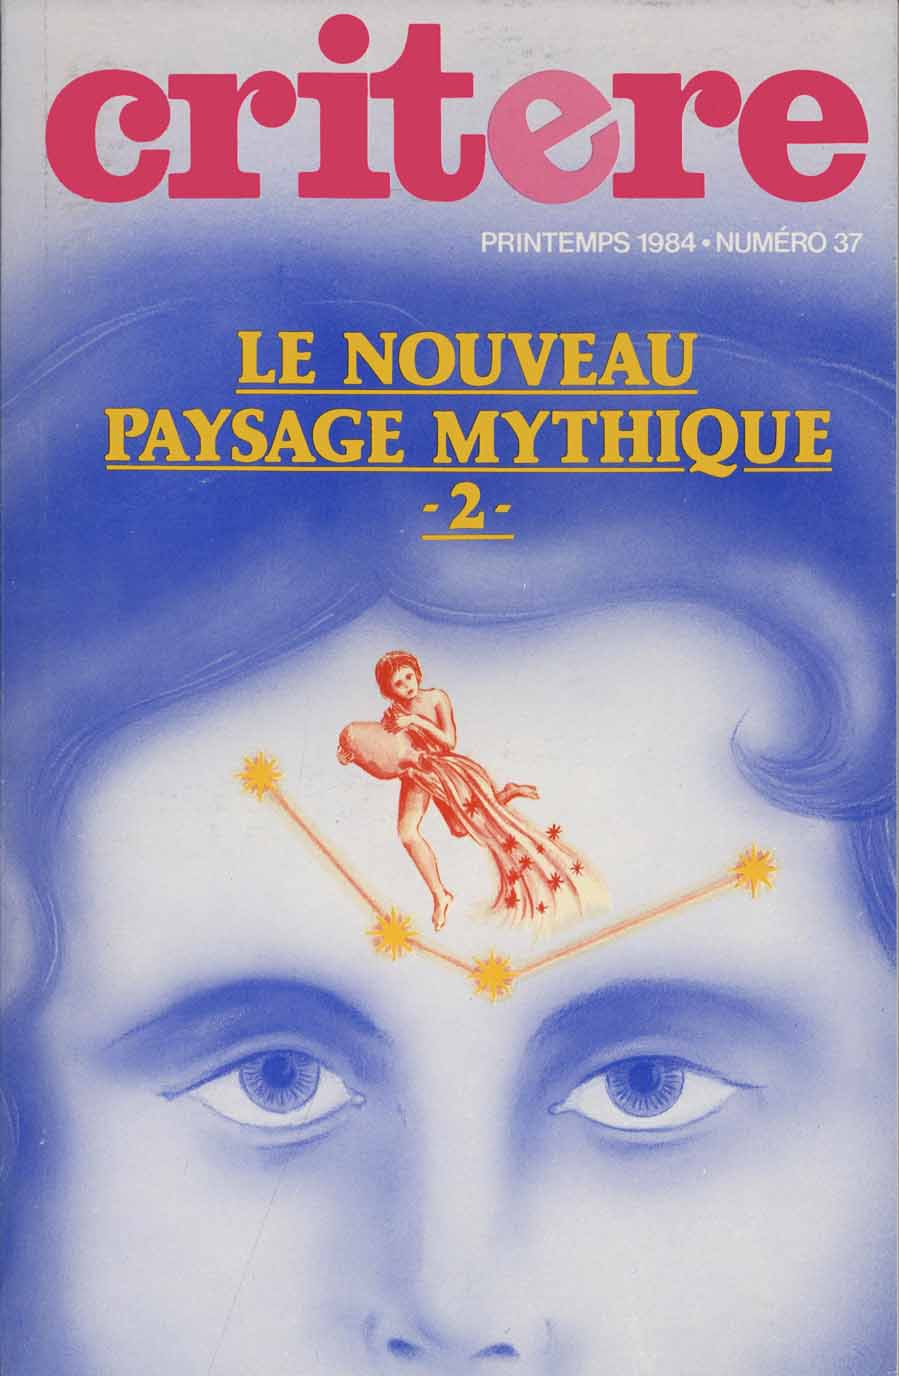 critere
PRINTEMPS 1984 • NUMÉRO 37
LE NOUVEAU
PAYSAGE MYTHIQUE
- 2 -